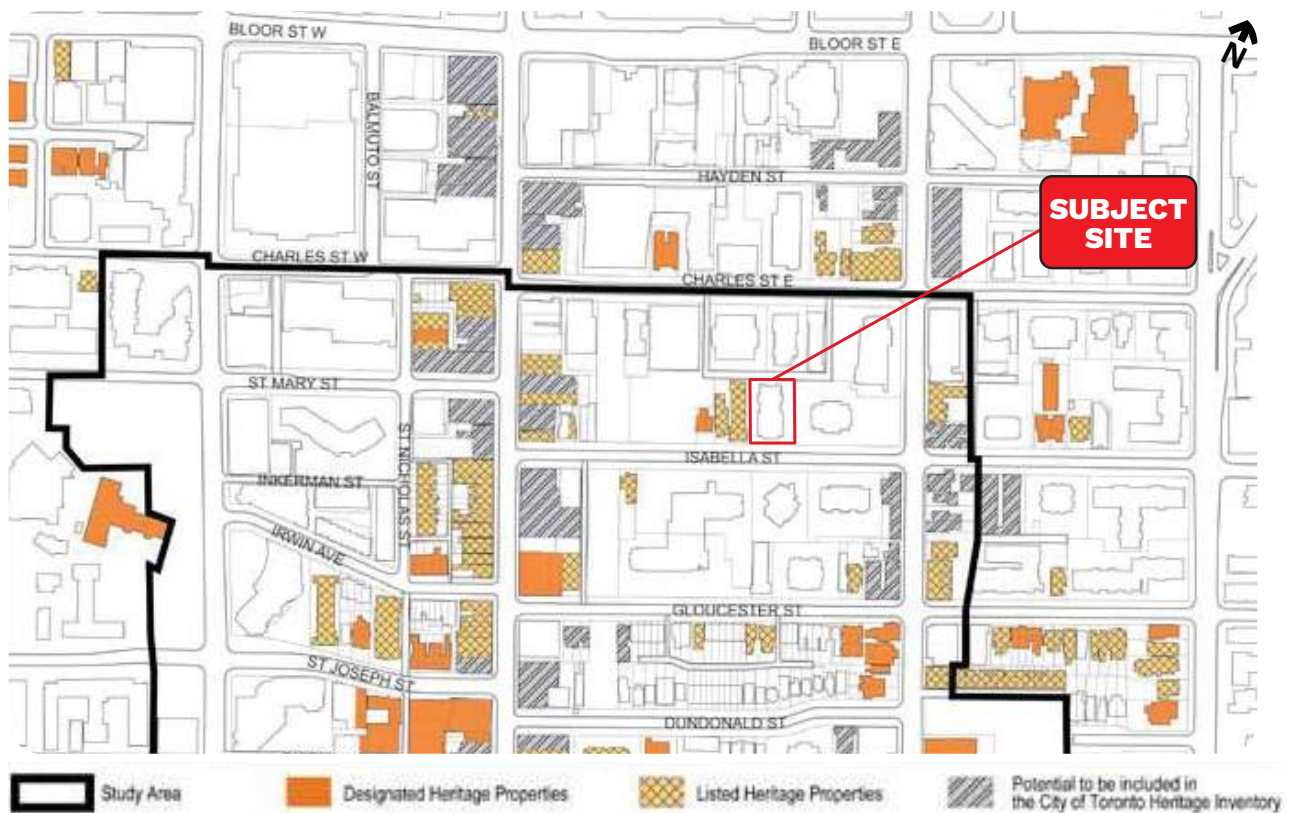 BLOOR ST W
BLOOR ST E
N
BALMUTO ST
HAYDEN ST
SUBJECT
SITE
CHARLES ST W
CHARLES ST E
ST MARY ST
ST NICHOLAS ST
ISABELLA ST
INKERMAN ST
IRWIN AVE
GLOUCESTER ST
ST JOSEPH ST
DUNDONALD ST
Study Area
Designated Heritage Properties
Listed Heritage Properties
Potential to be included in
the City of Toronto Heritage Inventory